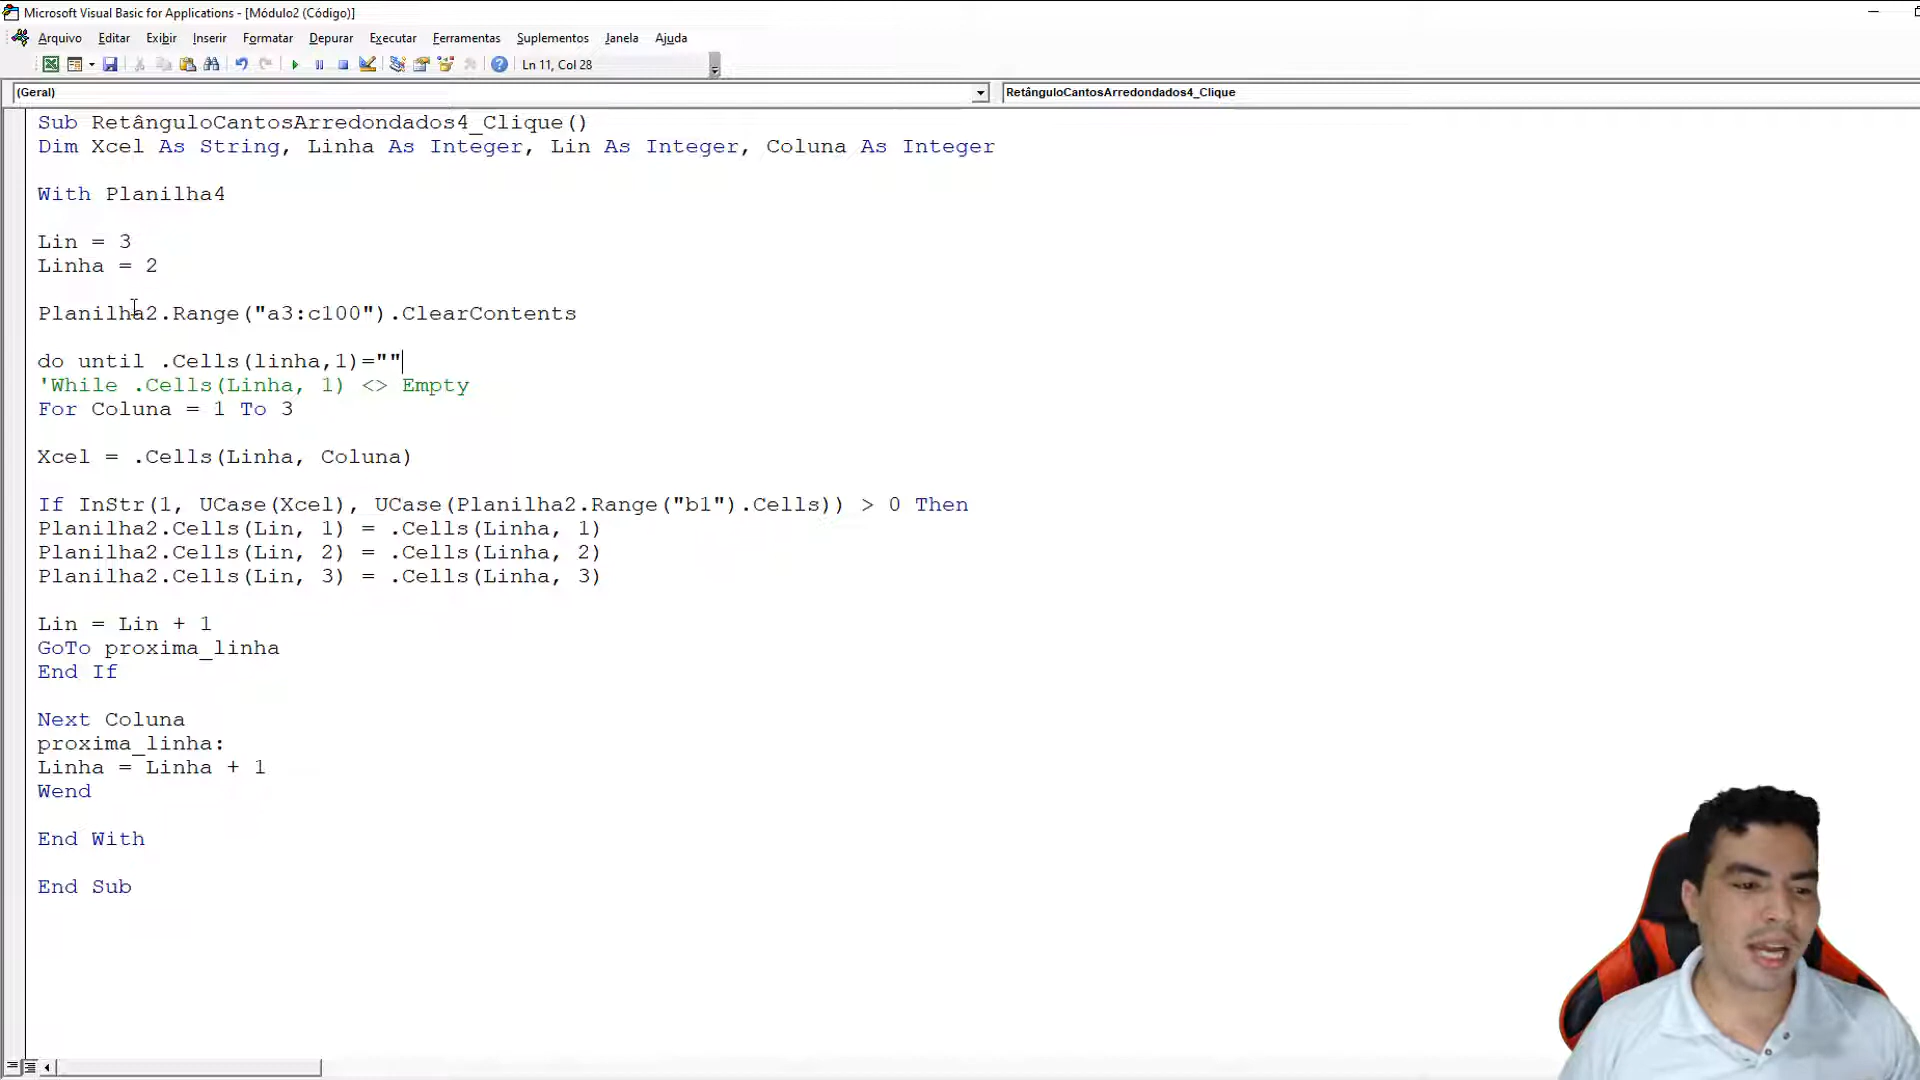 Microsoft Visual Basic for Applications - [Módulo2 (Código)]
Arquivo Editar Exibir Inserir Formatar Depurar Executar Ferramentas Suplementos Janela Ajuda
Ln 11, Col 28
(Geral) RetânguloCantosArredondados4_Clique
Sub RetânguloCantosArredondados4_Clique()
Dim Xcel As String, Linha As Integer, Lin As Integer, Coluna As Integer
With Planilha4
Lin = 3
Linha = 2
Planilha2.Range("a3:c100").ClearContents
do until .Cells(linha,1)=""
'While .Cells(Linha, 1) <> Empty
For Coluna = 1 To 3
Xcel = .Cells(Linha, Coluna)
If InStr(1, UCase(Xcel), UCase(Planilha2.Range("b1").Cells)) > 0 Then
Planilha2.Cells(Lin, 1) = .Cells(Linha, 1)
Planilha2.Cells(Lin, 2) = .Cells(Linha, 2)
Planilha2.Cells(Lin, 3) = .Cells(Linha, 3)
Lin = Lin + 1
GoTo proxima_linha
End If
Next Coluna
proxima_linha:
Linha = Linha + 1
Wend
End With
End Sub